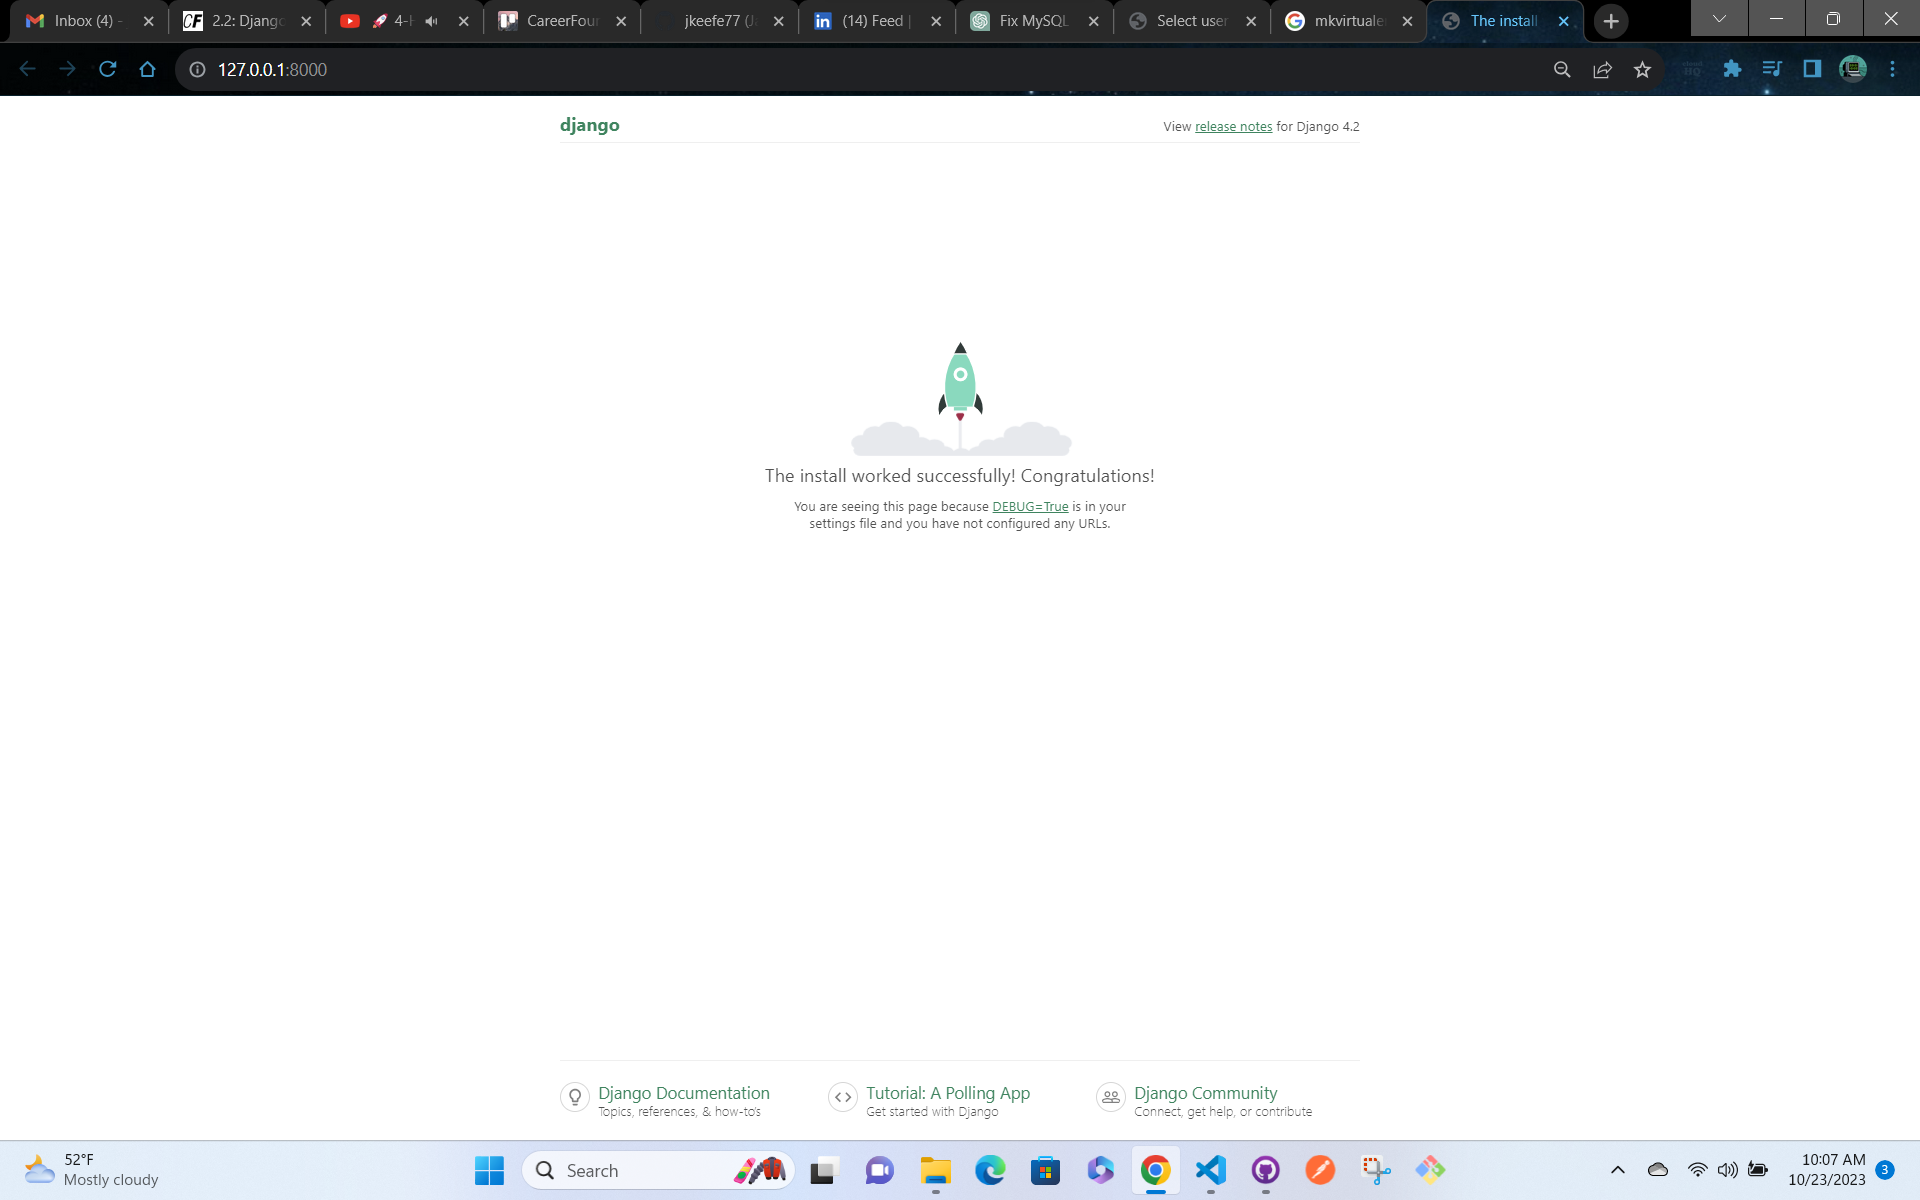 Inbox (4) -
2.2: Django
4-H
CareerFour
jkeefe77 (Ja
(14) Feed |
Fix MySQL
Select user
mkvirtualer
The install
127.0.0.1:8000
django
View release notes for Django 4.2
The install worked successfully! Congratulations!
You are seeing this page because DEBUG=True is in your
settings file and you have not configured any URLs.
Django Documentation
Topics, references, & how-to's
Tutorial: A Polling App
Get started with Django
Django Community
Connect, get help, or contribute
52°F
Mostly cloudy
Search
10:07 AM
10/23/2023
3